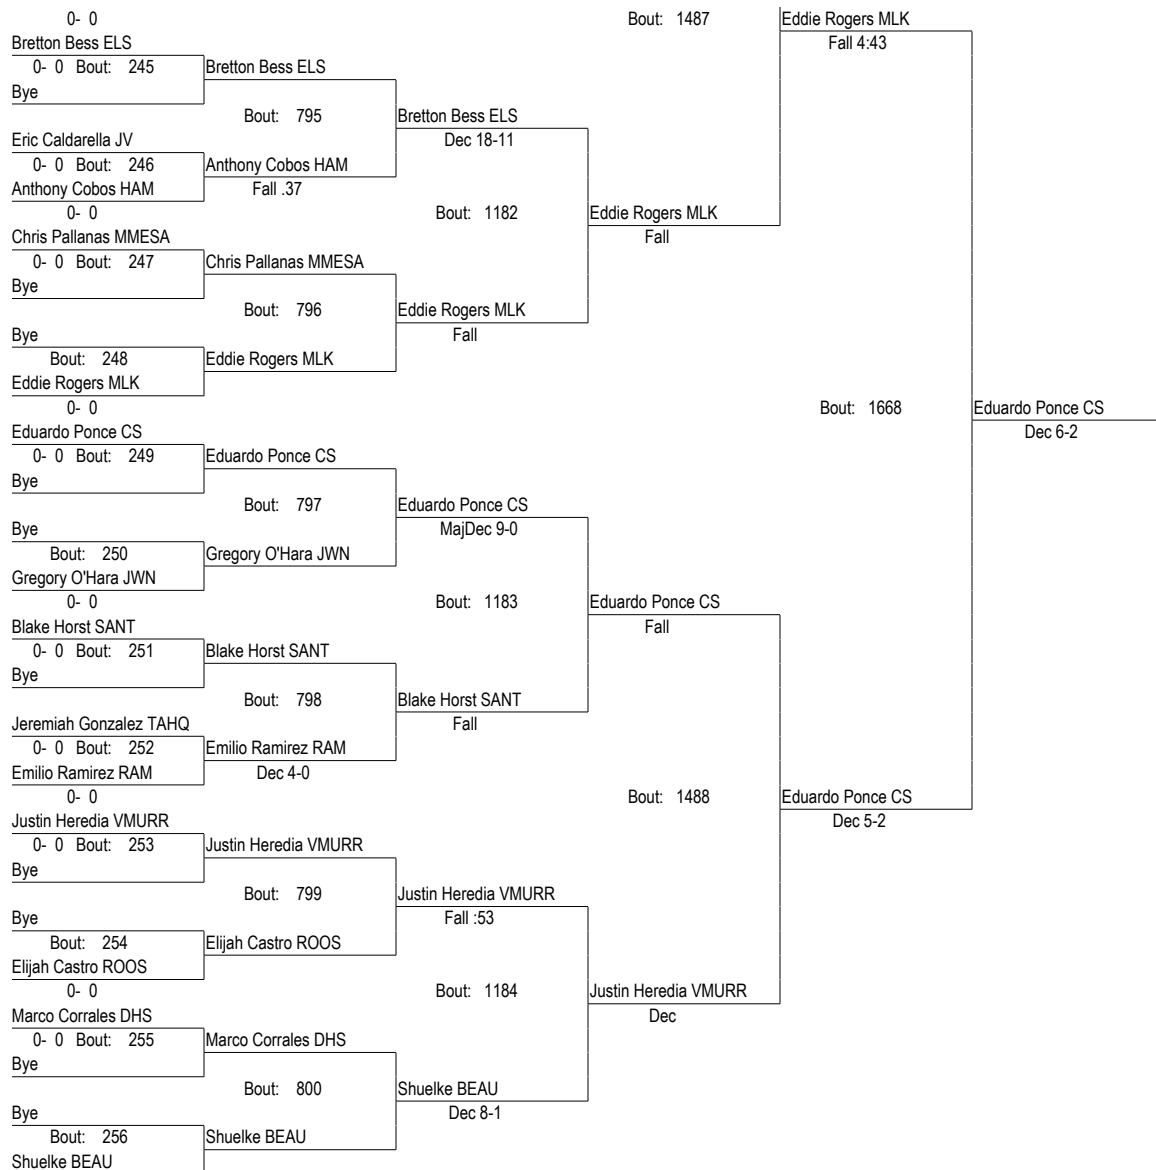 0- 0 Bout: 1487 Eddie Rogers MLK
Bretton Bess ELS Fall 4:43
0- 0 Bout: 245 Bretton Bess ELS
Bye
Bout: 795 Bretton Bess ELS
Eric Caldarella JV Dec 18-11
0- 0 Bout: 246 Anthony Cobos HAM
Anthony Cobos HAM Fall .37
0- 0 Bout: 1182 Eddie Rogers MLK
Chris Pallanas MMESA Fall
0- 0 Bout: 247 Chris Pallanas MMESA
Bye
Bout: 796 Eddie Rogers MLK
Bye Fall
Bout: 248 Eddie Rogers MLK
Eddie Rogers MLK
0- 0 Bout: 1668 Eduardo Ponce CS
Eduardo Ponce CS Dec 6-2
0- 0 Bout: 249 Eduardo Ponce CS
Bye
Bout: 797 Eduardo Ponce CS
Bye MajDec 9-0
Bout: 250 Gregory O'Hara JWN
Gregory O'Hara JWN
0- 0 Bout: 1183 Eduardo Ponce CS
Blake Horst SANT Fall
0- 0 Bout: 251 Blake Horst SANT
Bye
Bout: 798 Blake Horst SANT
Jeremiah Gonzalez TAHQ Fall
0- 0 Bout: 252 Emilio Ramirez RAM
Emilio Ramirez RAM Dec 4-0
0- 0 Bout: 1488 Eduardo Ponce CS
Justin Heredia VMURR Dec 5-2
0- 0 Bout: 253 Justin Heredia VMURR
Bye
Bout: 799 Justin Heredia VMURR
Bye Fall :53
Bout: 254 Elijah Castro ROOS
Elijah Castro ROOS
0- 0 Bout: 1184 Justin Heredia VMURR
Marco Corrales DHS Dec
0- 0 Bout: 255 Marco Corrales DHS
Bye
Bout: 800 Shuelke BEAU
Bye Dec 8-1
Bout: 256 Shuelke BEAU
Shuelke BEAU